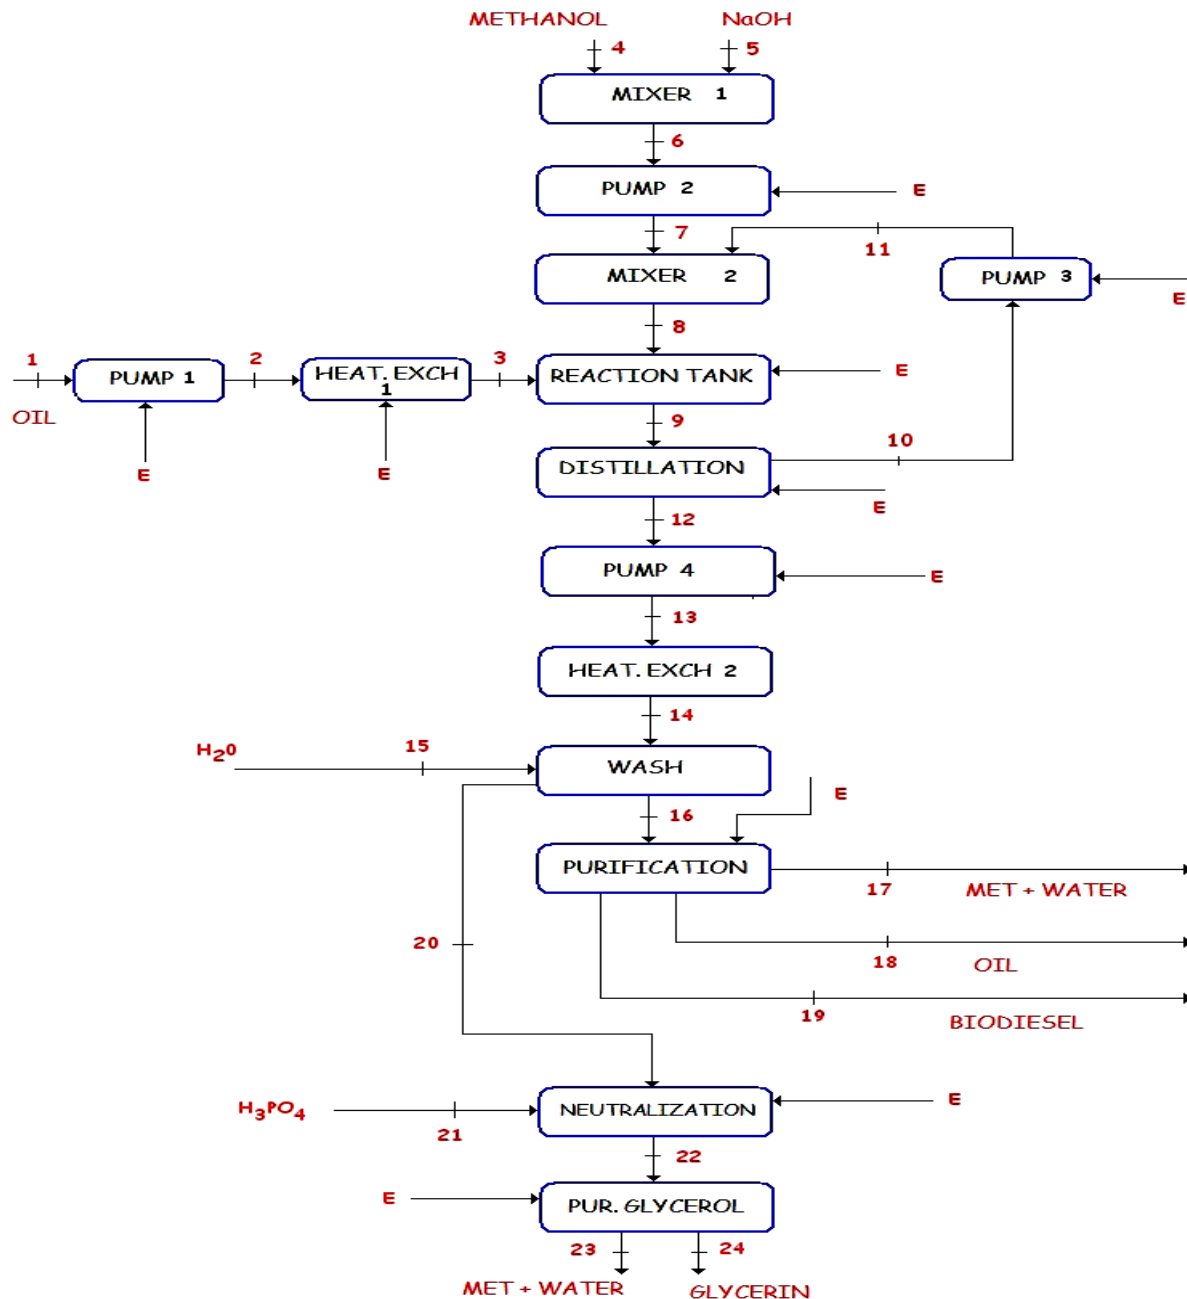 METHANOL NaOH
4 5
MIXER 1
6
PUMP 2 E
7 11
MIXER 2 PUMP 3
E
8
1 2 3
PUMP 1 HEAT. EXCH 1 REACTION TANK E
OIL
9
E E
10
DISTILLATION
E
12
PUMP 4 E
13
HEAT. EXCH 2
14
H20 15
WASH
E
16
PURIFICATION
17 MET + WATER
20
18 OIL
19 BIODIESEL
H3PO4 NEUTRALIZATION E
21
22
E PUR. GLYCEROL
23 24
MET + WATER GLYCERIN